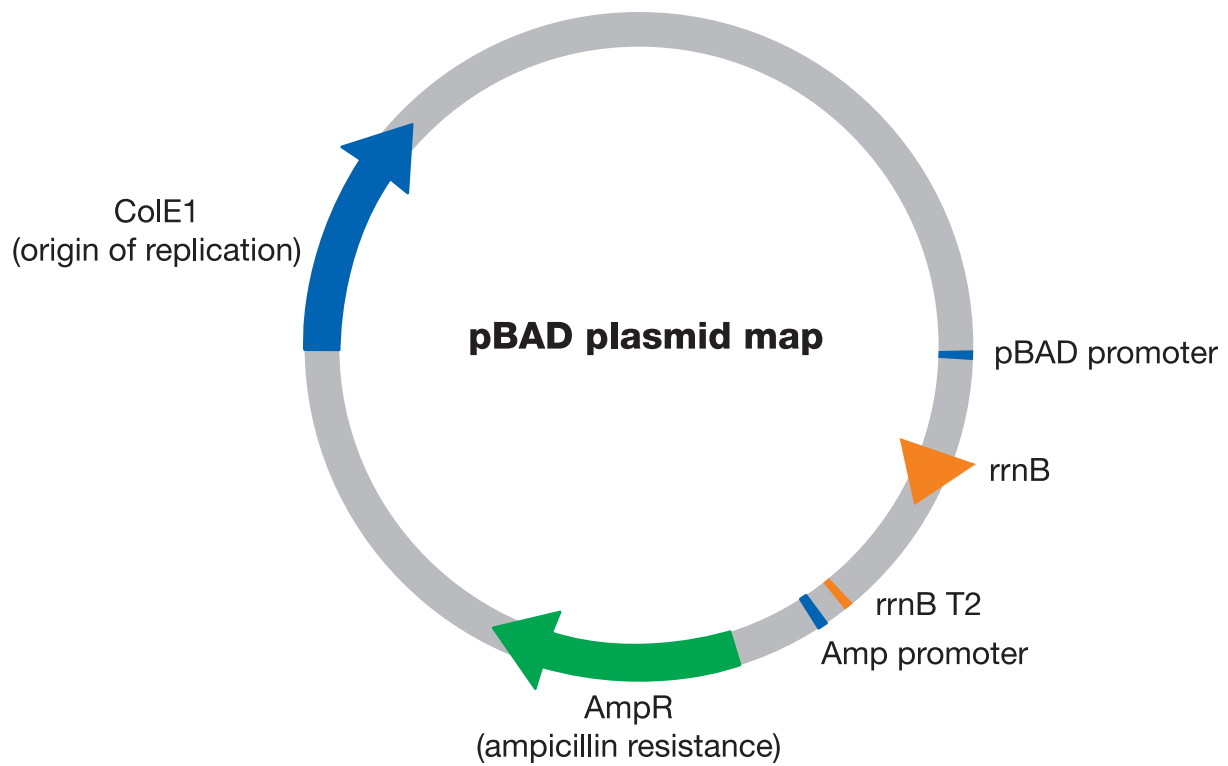 ColE1
(origin of replication)
pBAD plasmid map
pBAD promoter
rrnB
rrnB T2
Amp promoter
AmpR
(ampicillin resistance)